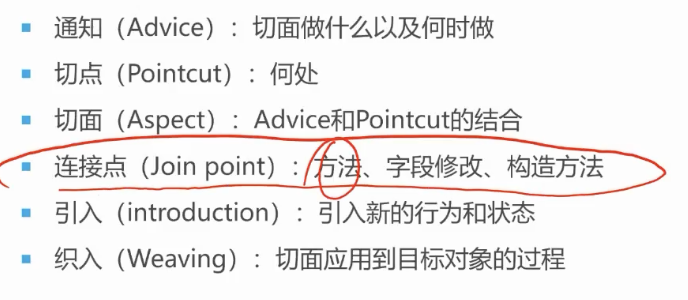 通知（Advice）：切面做什么以及何时做
切点（Pointcut）：何处
切面（Aspect）：Advice和Pointcut的结合
连接点（Join point）：方法、字段修改、构造方法
引入（introduction）：引入新的行为和状态
织入（Weaving）：切面应用到目标对象的过程